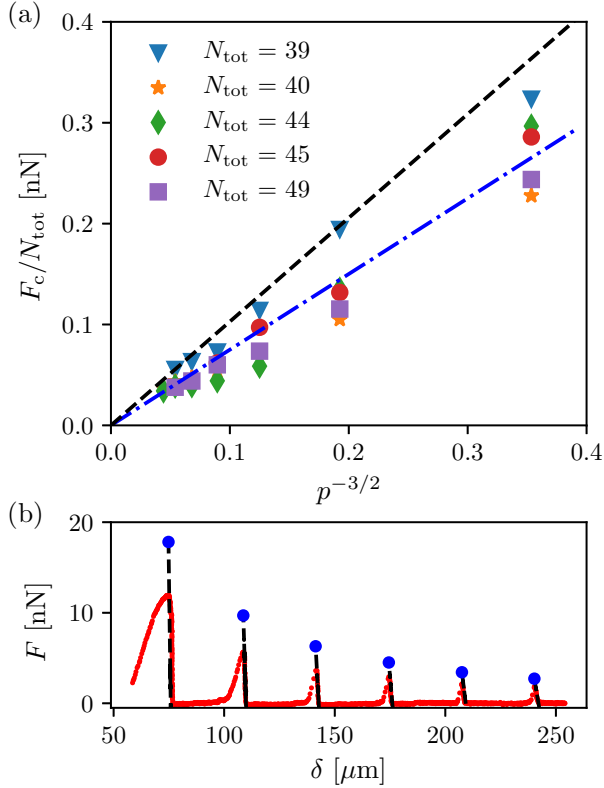 (a)
0.4
N_tot = 39
N_tot = 40
0.3
N_tot = 44
N_tot = 45
N_tot = 49
F_c/N_tot [nN]
0.2
0.1
0.0
0.0 0.1 0.2 0.3 0.4
p^{-3/2}
(b)
20
F [nN]
10
0
50 100 150 200 250
δ [μm]